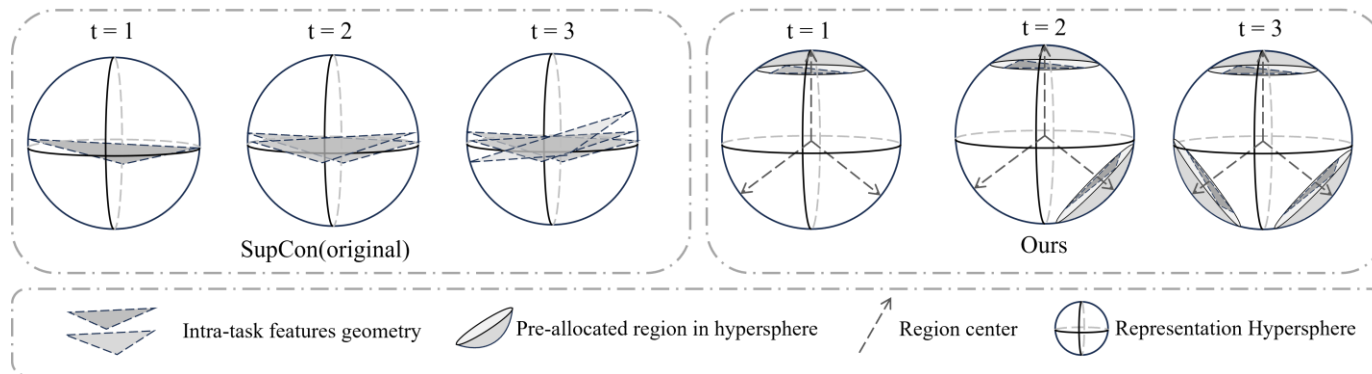 t = 1
t = 2
t = 3
SupCon(original)
t = 1
t = 2
t = 3
Ours
Intra-task features geometry
Pre-allocated region in hypersphere
Region center
Representation Hypersphere